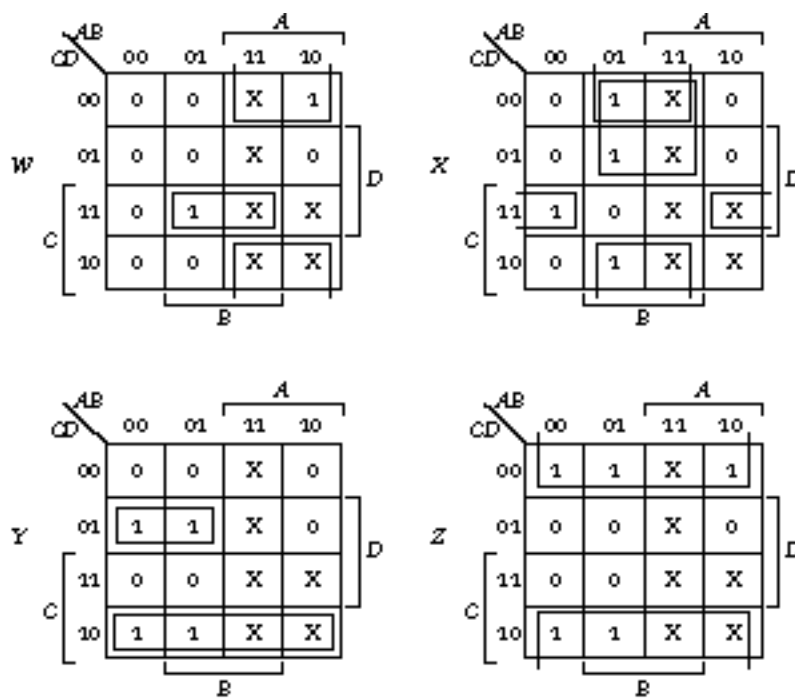 A A
AB AB
CD 00 01 11 10 CD 00 01 11 10
00 0 0 X 1 00 0 1 X 0
W 01 0 0 X 0 D X 01 0 1 X 0 D
C 11 0 1 X X C 11 1 0 X X
10 0 0 X X 10 0 1 X X
B B
A A
AB AB
CD 00 01 11 10 CD 00 01 11 10
00 0 0 X 0 00 1 1 X 1
Y 01 1 1 X 0 D Z 01 0 0 X 0 D
C 11 0 0 X X C 11 0 0 X X
10 1 1 X X 10 1 1 X X
B B